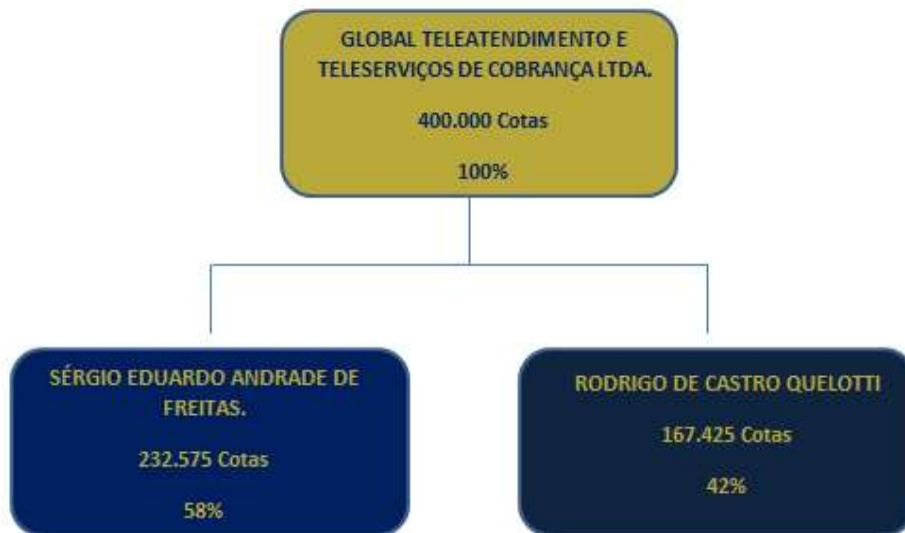 GLOBAL TELEATENDIMENTO E
TELESERVIÇOS DE COBRANÇA LTDA.
400.000 Cotas
100%
SÉRGIO EDUARDO ANDRADE DE
FREITAS.
232.575 Cotas
58%
RODRIGO DE CASTRO QUELOTTI
167.425 Cotas
42%